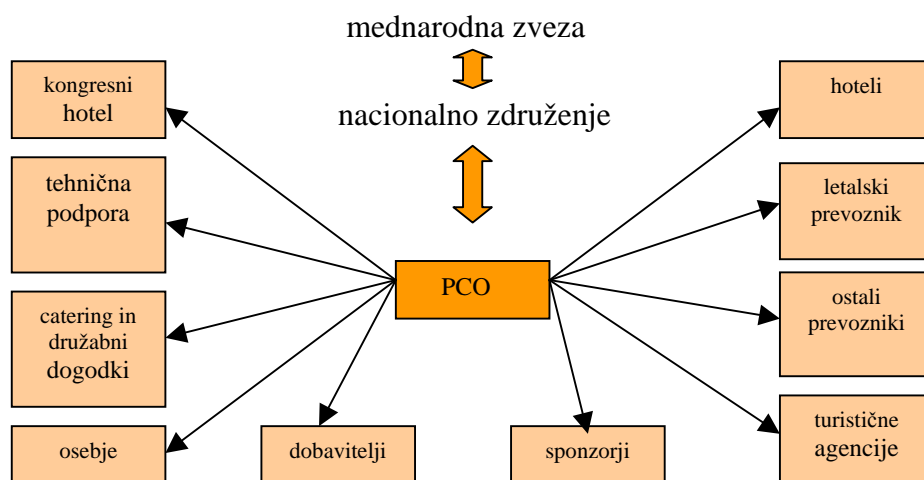 mednarodna zveza
nacionalno združenje
kongresni
hotel
tehnična
podpora
catering in
družabni
dogodki
osebje
dobavitelji
PCO
sponzorji
hoteli
letalski
prevoznik
ostali
prevozniki
turistične
agencije